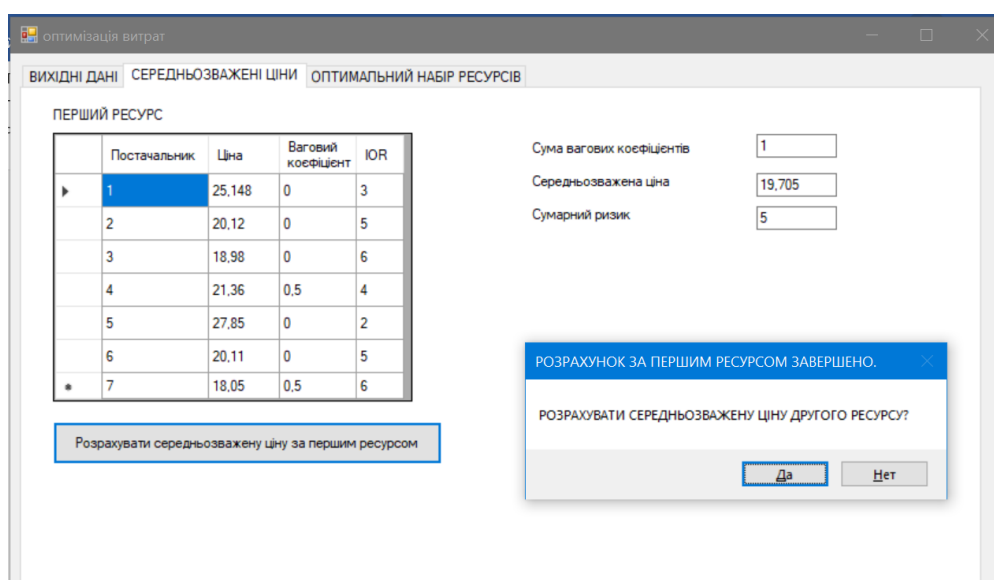 оптимізація витрат
ВИХІДНІ ДАНІ СЕРЕДНЬОЗВАЖЕНІ ЦІНИ ОПТИМАЛЬНИЙ НАБІР РЕСУРСІВ
ПЕРШИЙ РЕСУРС
Постачальник Ціна Ваговий коєфіцієнт IOR
1 25,148 0 3
2 20,12 0 5
3 18,98 0 6
4 21,36 0,5 4
5 27,85 0 2
6 20,11 0 5
7 18,05 0,5 6
Розрахувати середньозважену ціну за першим ресурсом
Сума вагових коєфіцієнтів 1
Середньозважена ціна 19,705
Сумарний ризик 5
РОЗРАХУНОК ЗА ПЕРШИМ РЕСУРСОМ ЗАВЕРШЕНО.
РОЗРАХУВАТИ СЕРЕДНЬОЗВАЖЕНУ ЦІНУ ДРУГОГО РЕСУРСУ?
Да Нет